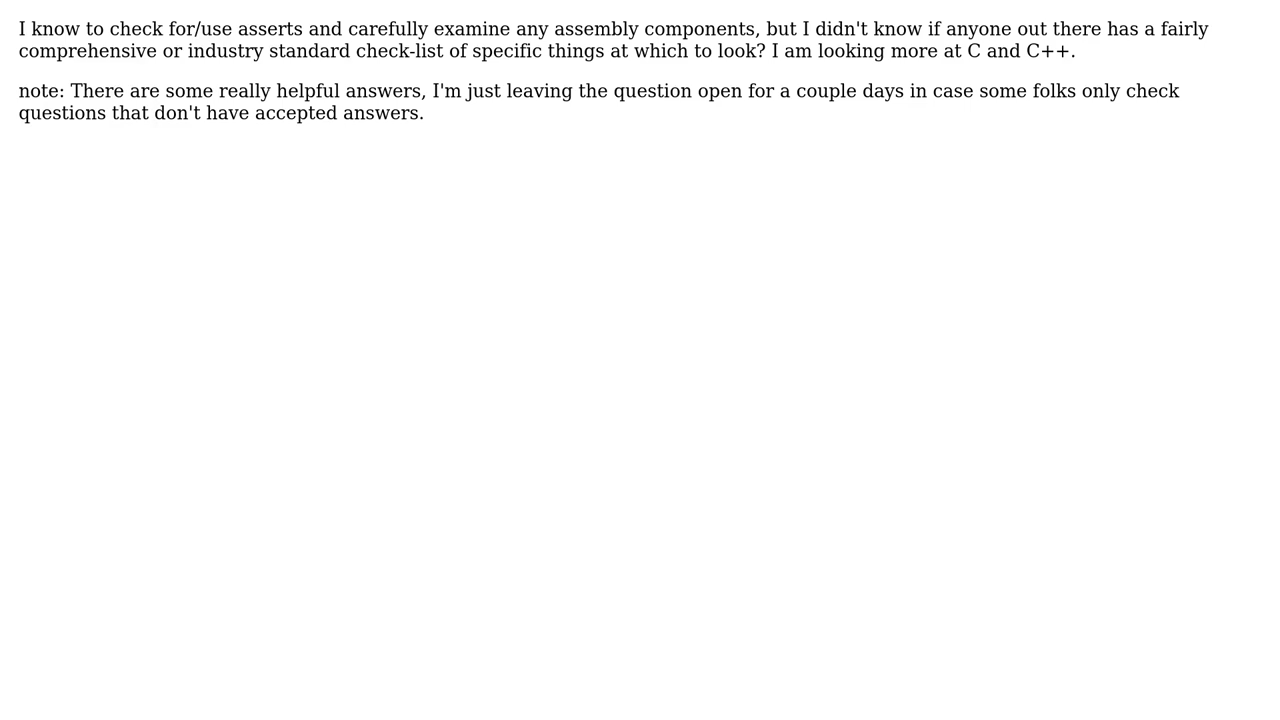 I know to check for/use asserts and carefully examine any assembly components, but I didn't know if anyone out there has a fairly
comprehensive or industry standard check-list of specific things at which to look? I am looking more at C and C++.
note: There are some really helpful answers, I'm just leaving the question open for a couple days in case some folks only check
questions that don't have accepted answers.